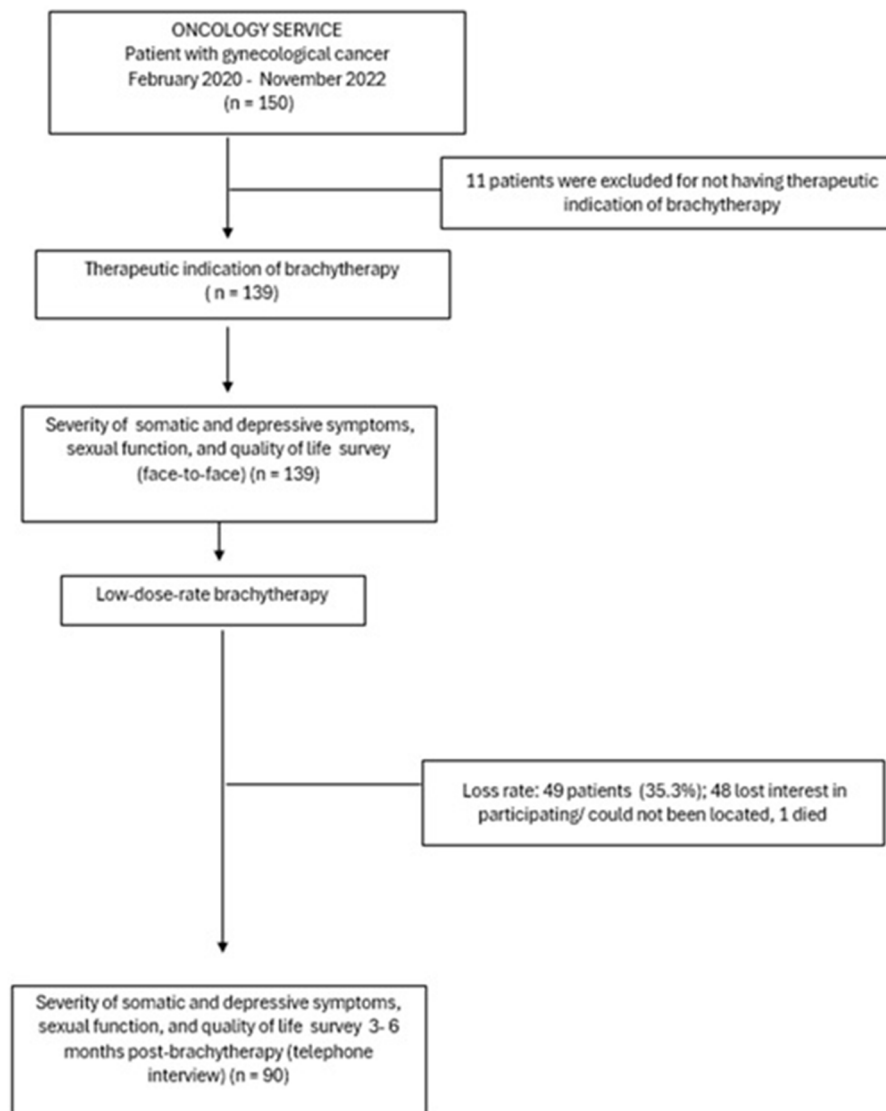 ONCOLOGY SERVICE
Patient with gynecological cancer
February 2020 - November 2022
(n = 150)
11 patients were excluded for not having therapeutic
indication of brachytherapy
Therapeutic indication of brachytherapy
( n = 139)
Severity of somatic and depressive symptoms,
sexual function, and quality of life survey
(face-to-face) (n = 139)
Low-dose-rate brachytherapy
Loss rate: 49 patients (35.3%); 48 lost interest in
participating/ could not been located, 1 died
Severity of somatic and depressive symptoms,
sexual function, and quality of life survey 3- 6
months post-brachytherapy (telephone
interview) (n = 90)